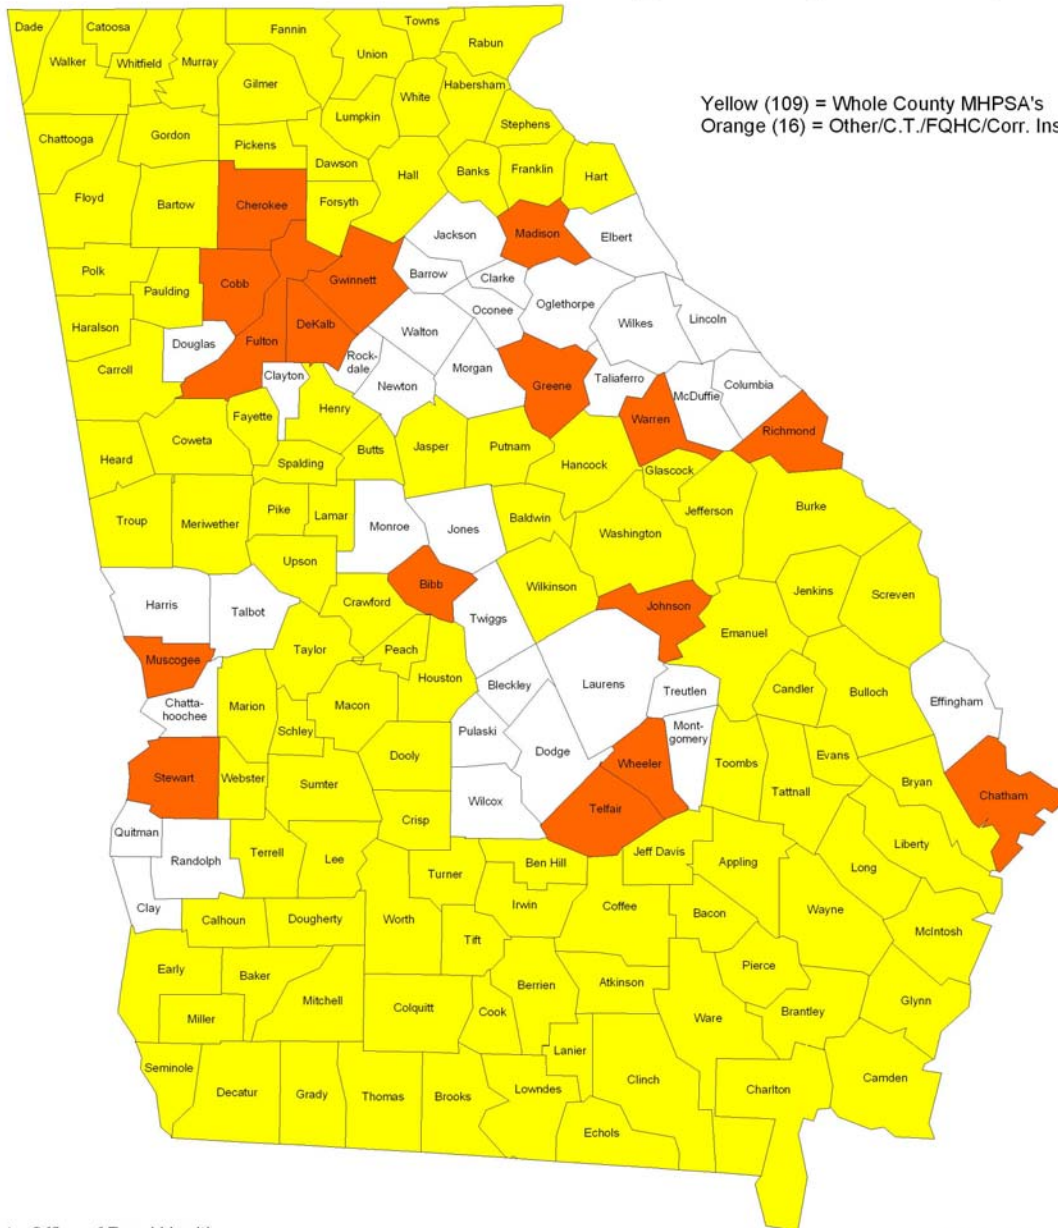 Yellow (109) = Whole County MHPSA's
Orange (16) = Other/C.T./FQHC/Corr. Ins
Dade
Catoosa
Fannin
Towns
Rabun
Walker
Whitfield
Murray
Union
Gilmer
White
Habersham
Lumpkin
Chattooga
Gordon
Pickens
Stephens
Dawson
Hall
Banks
Franklin
Hart
Floyd
Bartow
Cherokee
Forsyth
Jackson
Madison
Elbert
Polk
Paulding
Cobb
Gwinnett
Barrow
Clarke
Oconee
Oglethorpe
Wilkes
Lincoln
Haralson
Douglas
Fulton
DeKalb
Walton
Carroll
Clayton
Rock-
dale
Newton
Morgan
Greene
Taliaferro
McDuffie
Columbia
Fayette
Henry
Warren
Richmond
Heard
Coweta
Spalding
Butts
Jasper
Putnam
Hancock
Glascock
Burke
Troup
Meriwether
Pike
Lamar
Monroe
Jones
Baldwin
Washington
Jefferson
Upson
Bibb
Wilkinson
Jenkins
Screven
Harris
Talbot
Crawford
Twiggs
Johnson
Emanuel
Muscogee
Taylor
Peach
Houston
Bleckley
Laurens
Treutlen
Candler
Bulloch
Effingham
Chatta-
hoochee
Marion
Macon
Schley
Pulaski
Dodge
Mont-
gomery
Stewart
Webster
Sumter
Dooly
Wheeler
Toombs
Evans
Tattnall
Bryan
Chatham
Quitman
Crisp
Wilcox
Telfair
Randolph
Terrell
Lee
Turner
Ben Hill
Jeff Davis
Appling
Long
Liberty
Clay
Calhoun
Dougherty
Worth
Irwin
Coffee
Bacon
Wayne
McIntosh
Tift
Early
Baker
Mitchell
Berrien
Atkinson
Pierce
Miller
Colquitt
Cook
Ware
Brantley
Glynn
Lanier
Seminole
Decatur
Grady
Thomas
Brooks
Lowndes
Clinch
Charlton
Camden
Echols